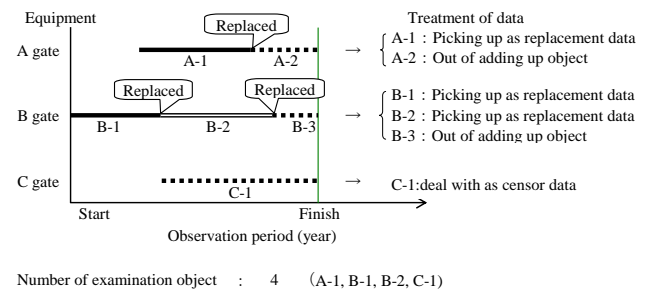 Equipment
Treatment of data
Replaced
A gate
A-1
A-2
→
A-1 : Picking up as replacement data
A-2 : Out of adding up object
Replaced
Replaced
B gate
B-1
B-2
B-3
→
B-1 : Picking up as replacement data
B-2 : Picking up as replacement data
B-3 : Out of adding up object
C gate
C-1
→
C-1:deal with as censor data
Start
Finish
Observation period (year)
Number of examination object : 4 (A-1, B-1, B-2, C-1)